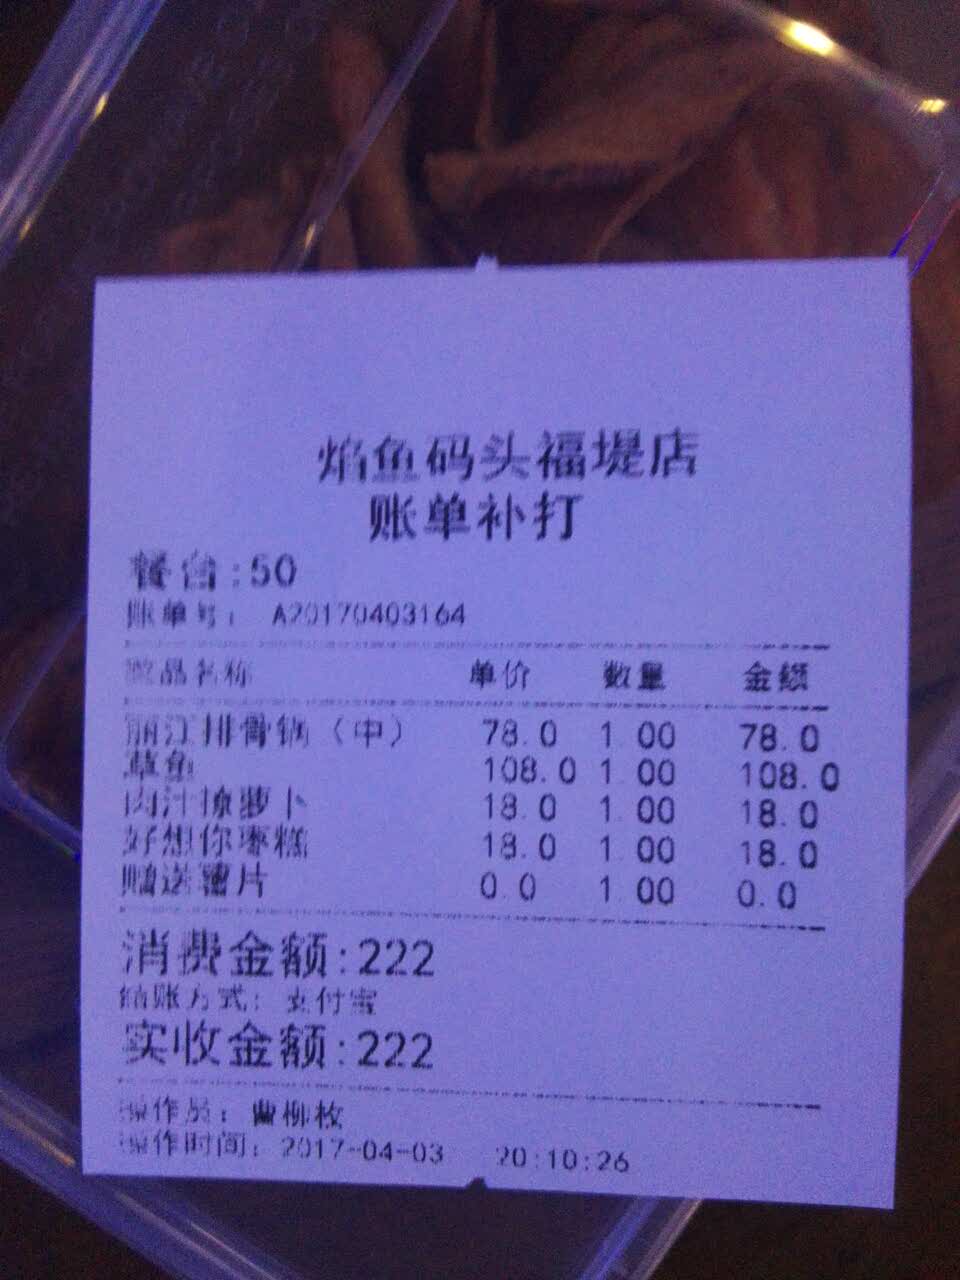 焰鱼码头福堤店
账单补打
餐台:50
账单号: A20170403164
菜品名称 单价 数量 金额
丽江排骨锅(中) 78.0 1.00 78.0
草鱼 108.0 1.00 108.0
肉汁焖萝卜 18.0 1.00 18.0
好想你枣糕 18.0 1.00 18.0
赠送薯片 0.0 1.00 0.0
消费金额:222
结账方式: 支付宝
实收金额:222
操作员: 曹柳枚
操作时间: 2017-04-03 20:10:26